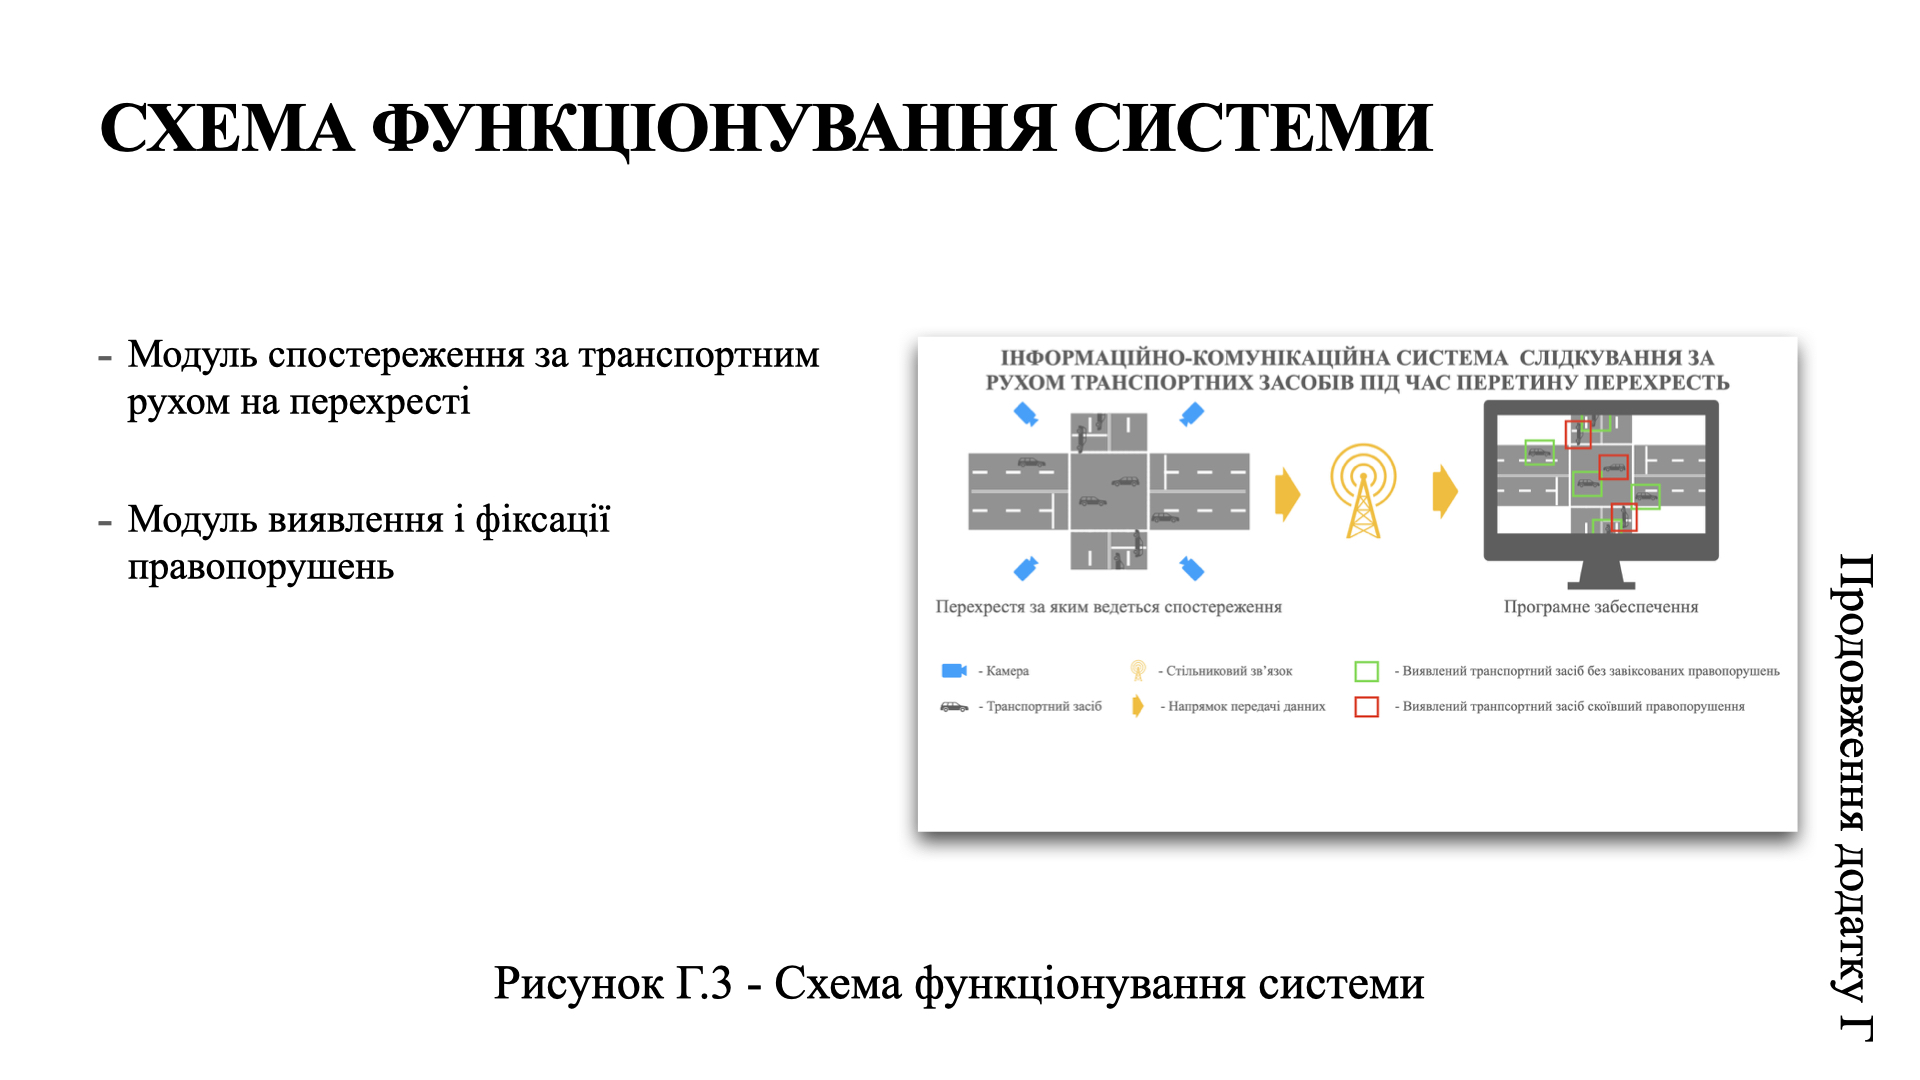 СХЕМА ФУНКЦІОНУВАННЯ СИСТЕМИ
- Модуль спостереження за транспортним
рухом на перехресті
- Модуль виявлення і фіксації
правопорушень
ІНФОРМАЦІЙНО-КОМУНІКАЦІЙНА СИСТЕМА СЛІДКУВАННЯ ЗА
РУХОМ ТРАНСПОРТНИХ ЗАСОБІВ ПІД ЧАС ПЕРЕТИНУ ПЕРЕХРЕСТЬ
Перехрестя за яким ведеться спостереження
Програмне забезпечення
- Камера
- Стільниковий зв’язок
- Виявлений транспортний засіб без завіксованих правопорушень
- Транспортний засіб
- Напрямок передачі данних
- Виявлений транпсортний засіб скоївший правопорушення
Рисунок Г.3 - Схема функціонування системи
Продовження додатку Г